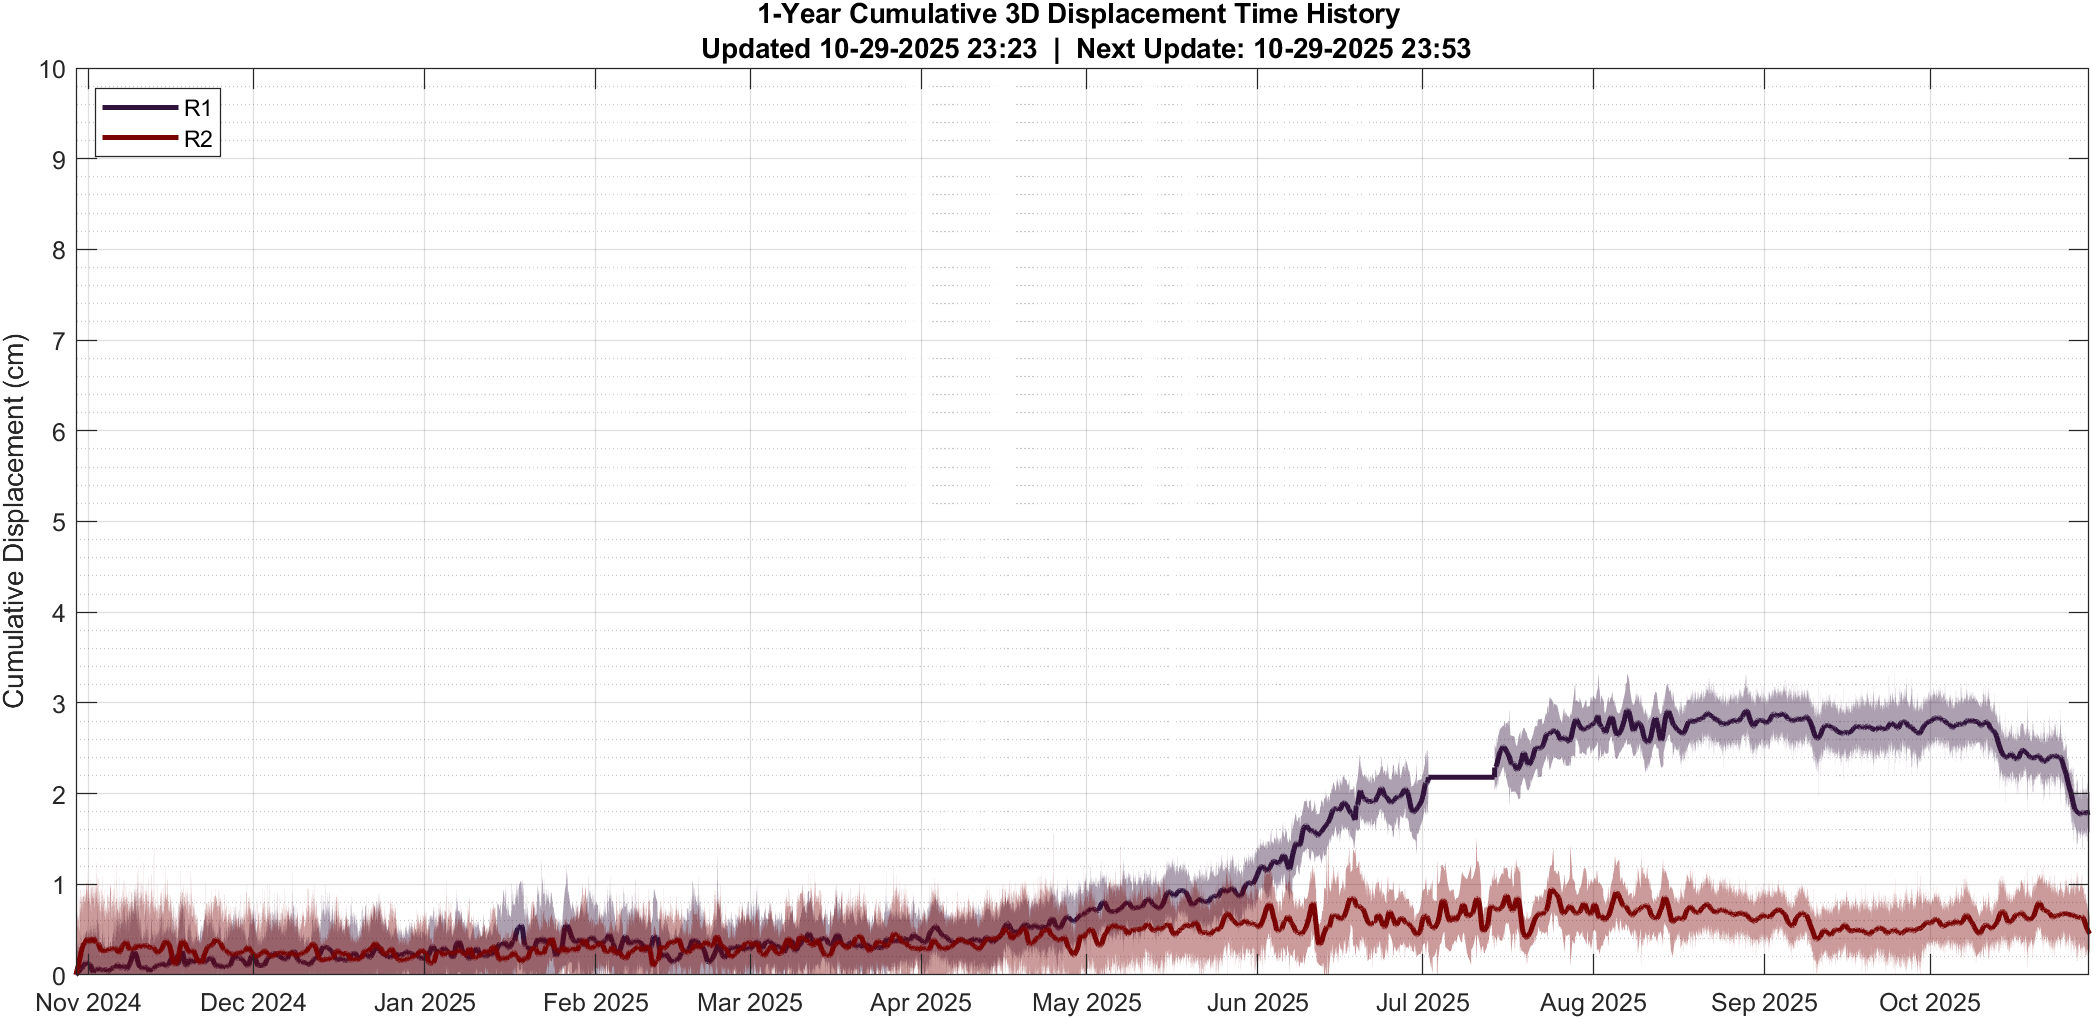 1-Year Cumulative 3D Displacement Time History
Updated 10-29-2025 23:23 | Next Update: 10-29-2025 23:53
R1
R2
Cumulative Displacement (cm)
10
9
8
7
6
5
4
3
2
1
0
Nov 2024
Dec 2024
Jan 2025
Feb 2025
Mar 2025
Apr 2025
May 2025
Jun 2025
Jul 2025
Aug 2025
Sep 2025
Oct 2025